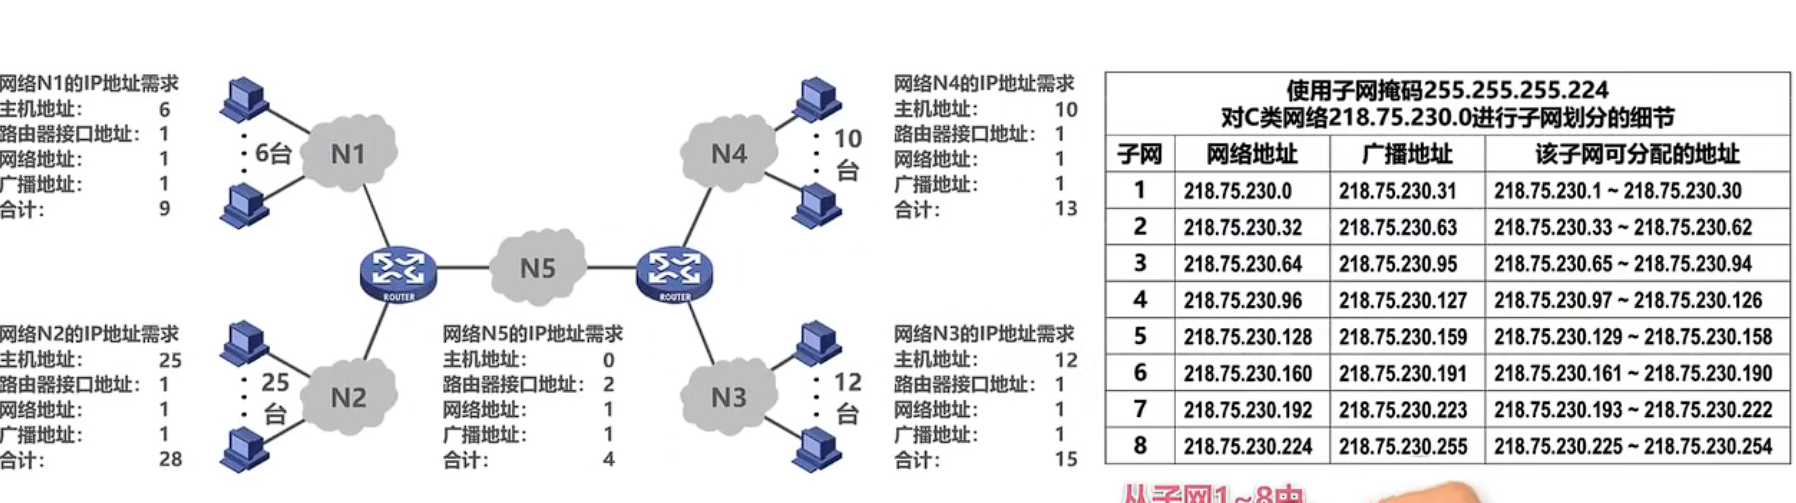 网络N1的IP地址需求
主机地址: 6
路由器接口地址: 1
网络地址: 1
广播地址: 1
合计: 9
6台
N1
N4
10
台
网络N4的IP地址需求
主机地址: 10
路由器接口地址: 1
网络地址: 1
广播地址: 1
合计: 13
ROUTER
N5
ROUTER
网络N2的IP地址需求
主机地址: 25
路由器接口地址: 1
网络地址: 1
广播地址: 1
合计: 28
25
台
N2
网络N5的IP地址需求
主机地址: 0
路由器接口地址: 2
网络地址: 1
广播地址: 1
合计: 4
N3
12
台
网络N3的IP地址需求
主机地址: 12
路由器接口地址: 1
网络地址: 1
广播地址: 1
合计: 15
使用子网掩码255.255.255.224
对C类网络218.75.230.0进行子网划分的细节
子网 网络地址 广播地址 该子网可分配的地址
1 218.75.230.0 218.75.230.31 218.75.230.1 ~ 218.75.230.30
2 218.75.230.32 218.75.230.63 218.75.230.33 ~ 218.75.230.62
3 218.75.230.64 218.75.230.95 218.75.230.65 ~ 218.75.230.94
4 218.75.230.96 218.75.230.127 218.75.230.97 ~ 218.75.230.126
5 218.75.230.128 218.75.230.159 218.75.230.129 ~ 218.75.230.158
6 218.75.230.160 218.75.230.191 218.75.230.161 ~ 218.75.230.190
7 218.75.230.192 218.75.230.223 218.75.230.193 ~ 218.75.230.222
8 218.75.230.224 218.75.230.255 218.75.230.225 ~ 218.75.230.254
从子网1~8中